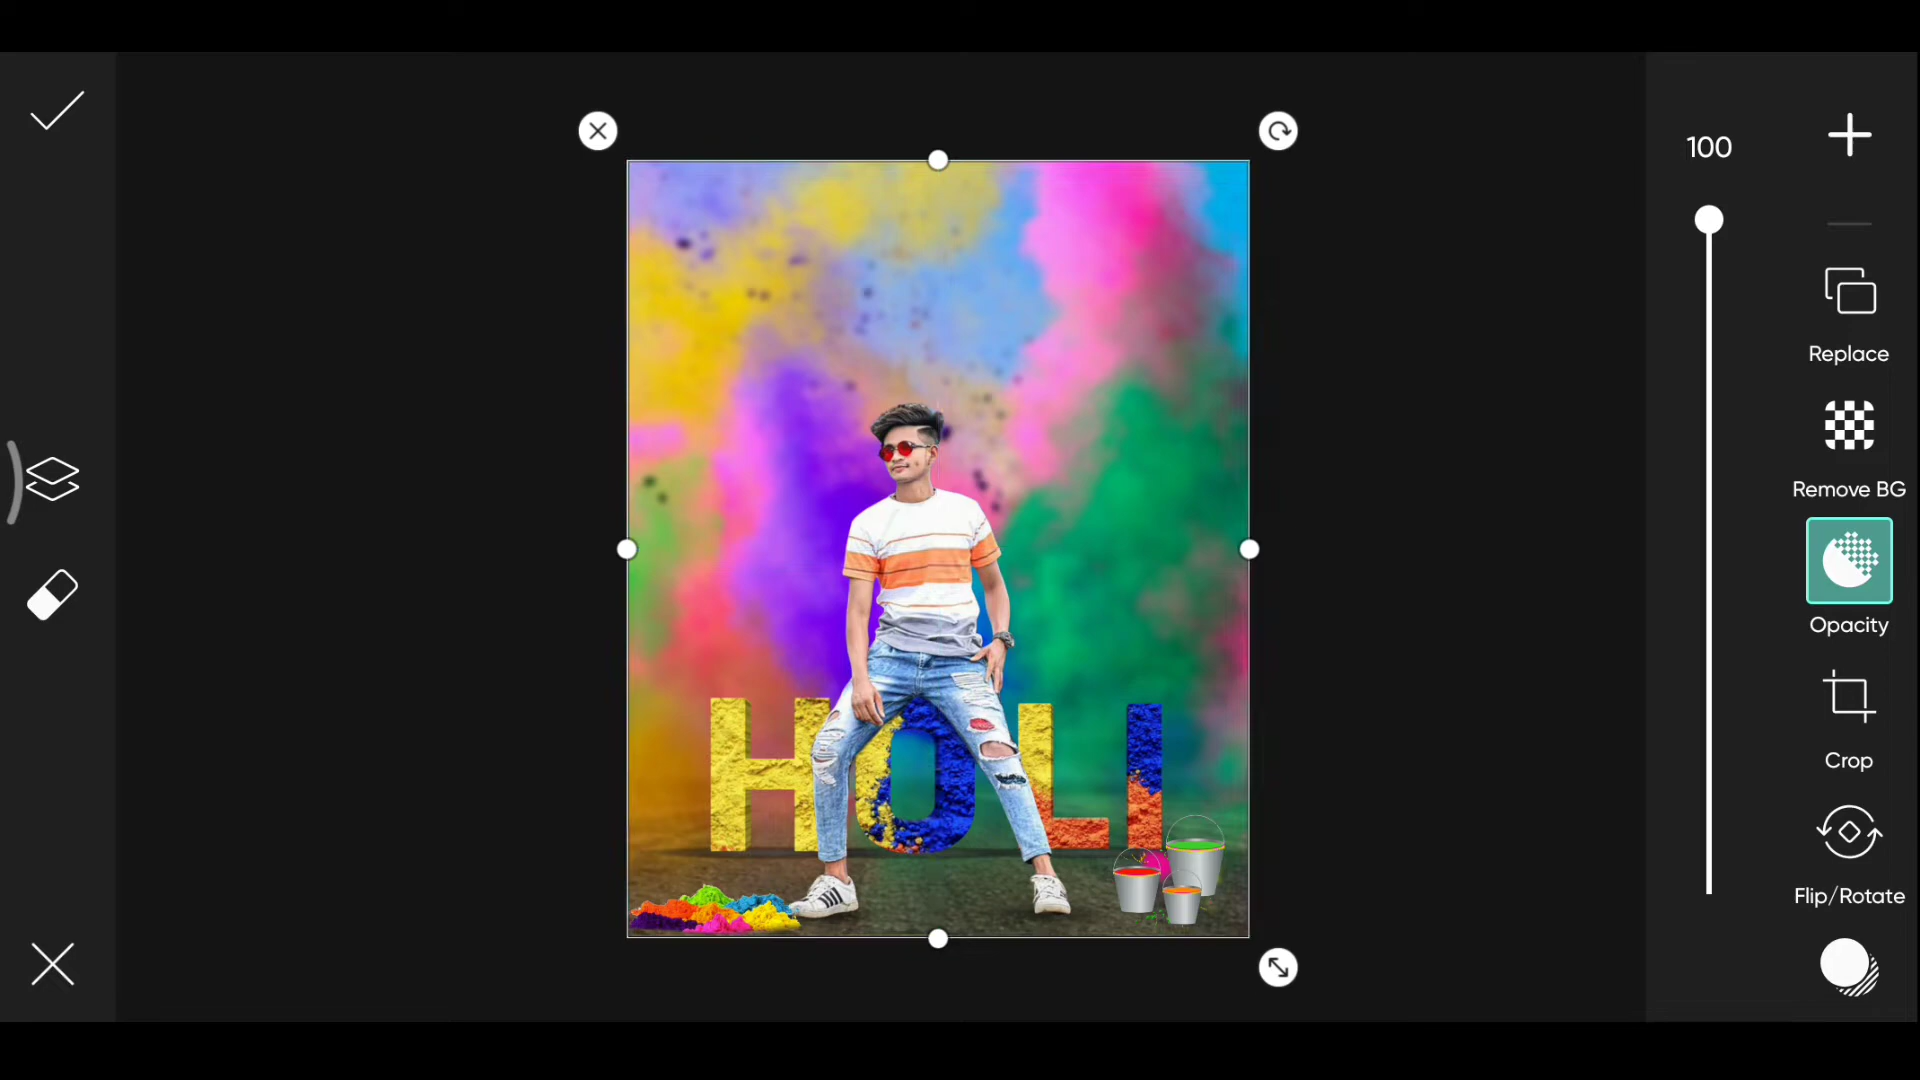 100
Replace
Remove BG
Opacity
Crop
Flip/Rotate
HOLI